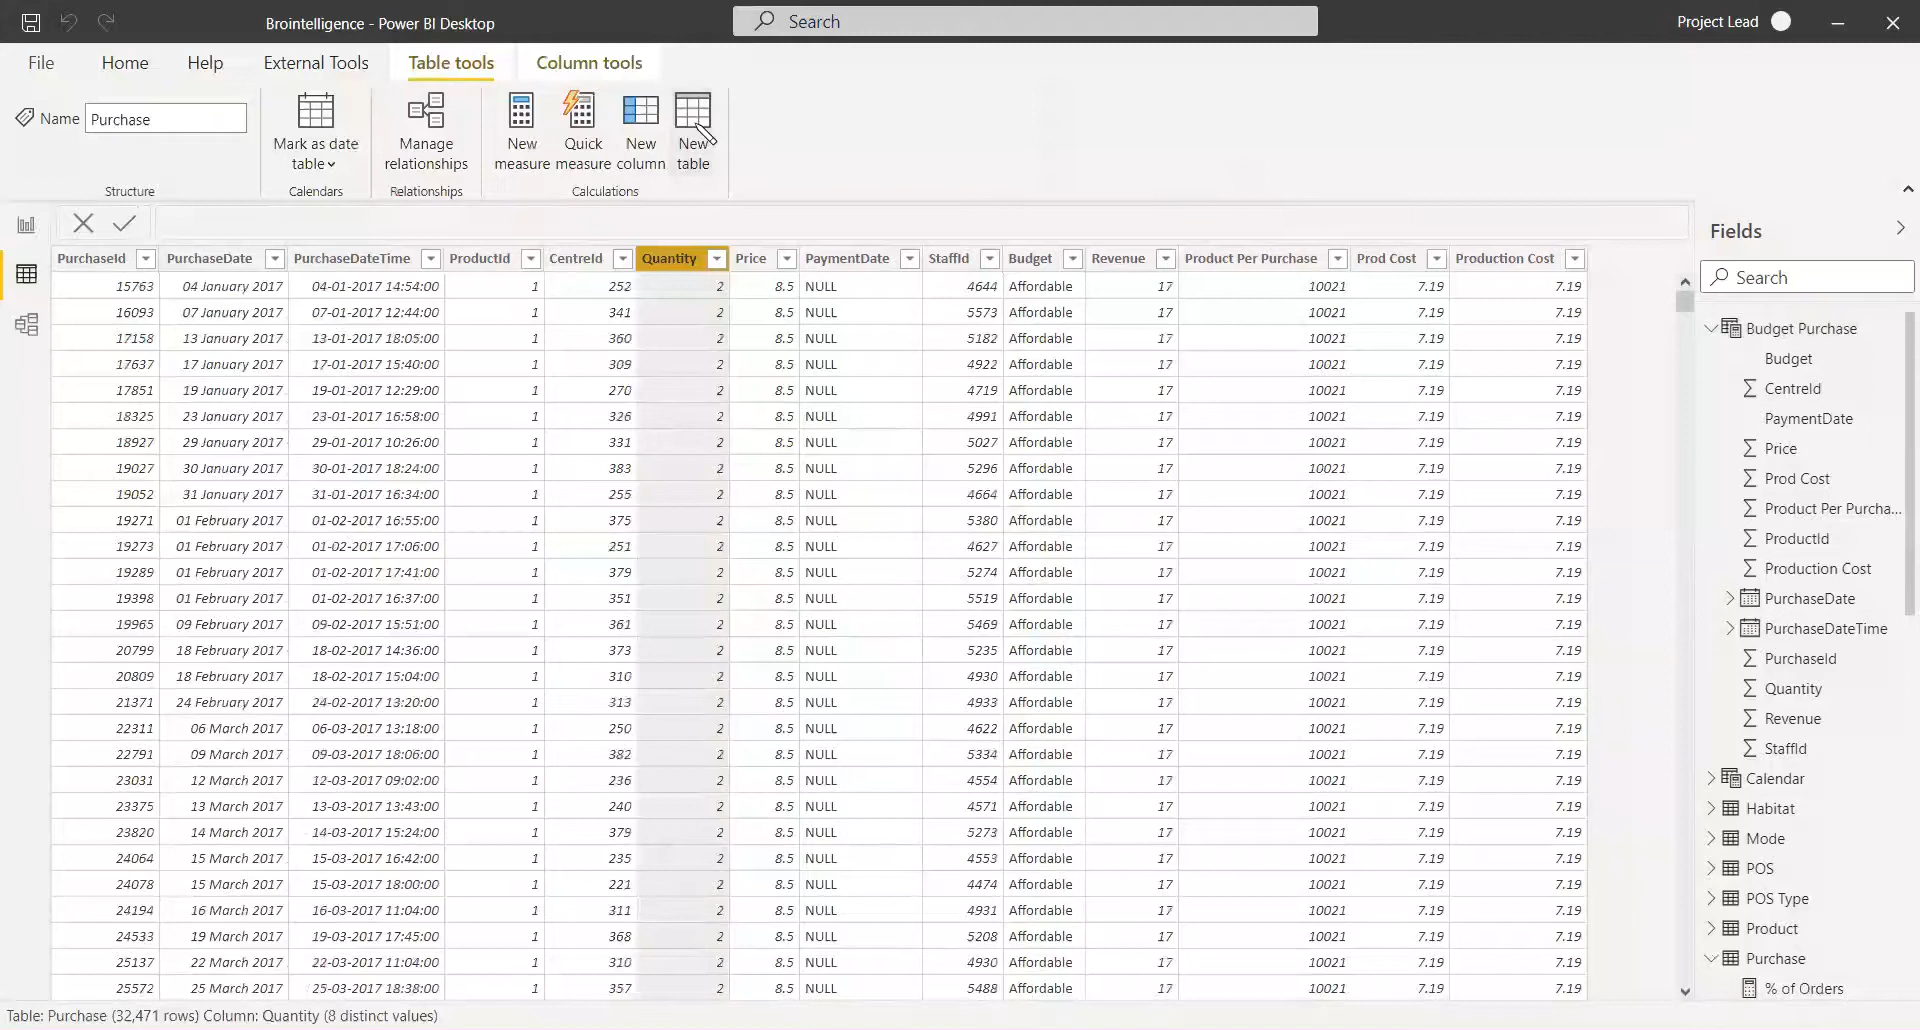 Brointelligence - Power BI Desktop
Search
Project Lead
File Home Help External Tools Table tools Column tools
Name Purchase
Mark as date table
Manage relationships
New measure
Quick measure
New column
New table
Structure Calendars Relationships Calculations
PurchaseId PurchaseDate PurchaseDateTime ProductId CentreId Quantity Price PaymentDate StaffId Budget Revenue Product Per Purchase Prod Cost Production Cost
15763 04 January 2017 04-01-2017 14:54:00 1 252 2 8.5 NULL 4644 Affordable 17 10021 7.19 7.19
16093 07 January 2017 07-01-2017 12:44:00 1 341 2 8.5 NULL 5573 Affordable 17 10021 7.19 7.19
17158 13 January 2017 13-01-2017 18:05:00 1 360 2 8.5 NULL 5182 Affordable 17 10021 7.19 7.19
17637 17 January 2017 17-01-2017 15:40:00 1 309 2 8.5 NULL 4922 Affordable 17 10021 7.19 7.19
17851 19 January 2017 19-01-2017 12:29:00 1 270 2 8.5 NULL 4719 Affordable 17 10021 7.19 7.19
18325 23 January 2017 23-01-2017 16:58:00 1 326 2 8.5 NULL 4991 Affordable 17 10021 7.19 7.19
18927 29 January 2017 29-01-2017 10:26:00 1 331 2 8.5 NULL 5027 Affordable 17 10021 7.19 7.19
19027 30 January 2017 30-01-2017 18:24:00 1 383 2 8.5 NULL 5296 Affordable 17 10021 7.19 7.19
19052 31 January 2017 31-01-2017 16:34:00 1 255 2 8.5 NULL 4664 Affordable 17 10021 7.19 7.19
19271 01 February 2017 01-02-2017 16:55:00 1 375 2 8.5 NULL 5380 Affordable 17 10021 7.19 7.19
19273 01 February 2017 01-02-2017 17:06:00 1 251 2 8.5 NULL 4627 Affordable 17 10021 7.19 7.19
19289 01 February 2017 01-02-2017 17:41:00 1 379 2 8.5 NULL 5274 Affordable 17 10021 7.19 7.19
19398 01 February 2017 01-02-2017 16:37:00 1 351 2 8.5 NULL 5519 Affordable 17 10021 7.19 7.19
19965 09 February 2017 09-02-2017 15:51:00 1 361 2 8.5 NULL 5469 Affordable 17 10021 7.19 7.19
20799 18 February 2017 18-02-2017 14:36:00 1 373 2 8.5 NULL 5235 Affordable 17 10021 7.19 7.19
20809 18 February 2017 18-02-2017 15:04:00 1 310 2 8.5 NULL 4930 Affordable 17 10021 7.19 7.19
21371 24 February 2017 24-02-2017 13:20:00 1 313 2 8.5 NULL 4933 Affordable 17 10021 7.19 7.19
22311 06 March 2017 06-03-2017 13:18:00 1 250 2 8.5 NULL 4622 Affordable 17 10021 7.19 7.19
22791 09 March 2017 09-03-2017 18:06:00 1 382 2 8.5 NULL 5334 Affordable 17 10021 7.19 7.19
23031 12 March 2017 12-03-2017 09:02:00 1 236 2 8.5 NULL 4554 Affordable 17 10021 7.19 7.19
23375 13 March 2017 13-03-2017 13:43:00 1 240 2 8.5 NULL 4571 Affordable 17 10021 7.19 7.19
23820 14 March 2017 14-03-2017 15:24:00 1 379 2 8.5 NULL 5273 Affordable 17 10021 7.19 7.19
24064 15 March 2017 15-03-2017 16:42:00 1 235 2 8.5 NULL 4553 Affordable 17 10021 7.19 7.19
24078 15 March 2017 15-03-2017 18:00:00 1 221 2 8.5 NULL 4474 Affordable 17 10021 7.19 7.19
24194 16 March 2017 16-03-2017 11:04:00 1 311 2 8.5 NULL 4931 Affordable 17 10021 7.19 7.19
24533 19 March 2017 19-03-2017 17:45:00 1 368 2 8.5 NULL 5208 Affordable 17 10021 7.19 7.19
25137 22 March 2017 22-03-2017 11:04:00 1 310 2 8.5 NULL 4930 Affordable 17 10021 7.19 7.19
25572 25 March 2017 25-03-2017 18:38:00 1 357 2 8.5 NULL 5488 Affordable 17 10021 7.19 7.19
Fields
Search
Budget Purchase
Budget
CentreId
PaymentDate
Price
Prod Cost
Product Per Purcha...
ProductId
Production Cost
PurchaseDate
PurchaseDateTime
PurchaseId
Quantity
Revenue
StaffId
Calendar
Habitat
Mode
POS
POS Type
Product
Purchase
% of Orders
Table: Purchase (32,471 rows) Column: Quantity (8 distinct values)